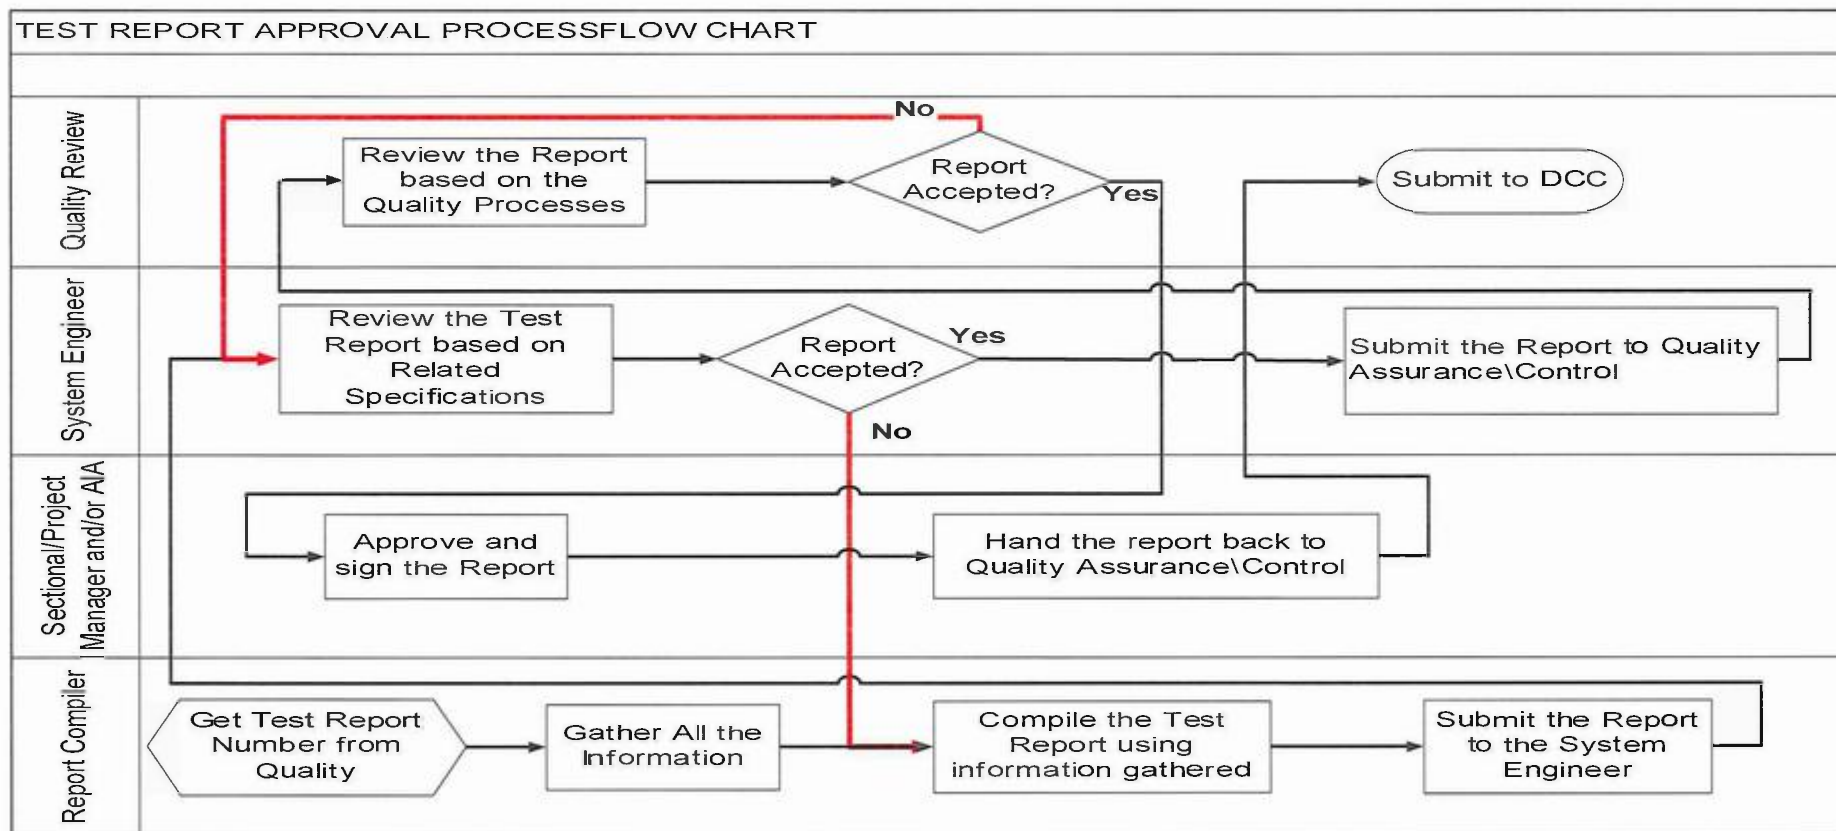 TEST REPORT APPROVAL PROCESSFLOW CHART
Quality Review
No
Review the Report
based on the
Quality Processes
Report
Accepted?
Yes
Submit to DCC
System Engineer
Review the Test
Report based on
Related
Specifications
Report
Accepted?
Yes
No
Submit the Report to Quality
Assurance\Control
Sectional/Project
Manager and/or AIA
Approve and
sign the Report
Hand the report back to
Quality Assurance\Control
Report Compiler
Get Test Report
Number from
Quality
Gather All the
Information
Compile the Test
Report using
information gathered
Submit the Report
to the System
Engineer